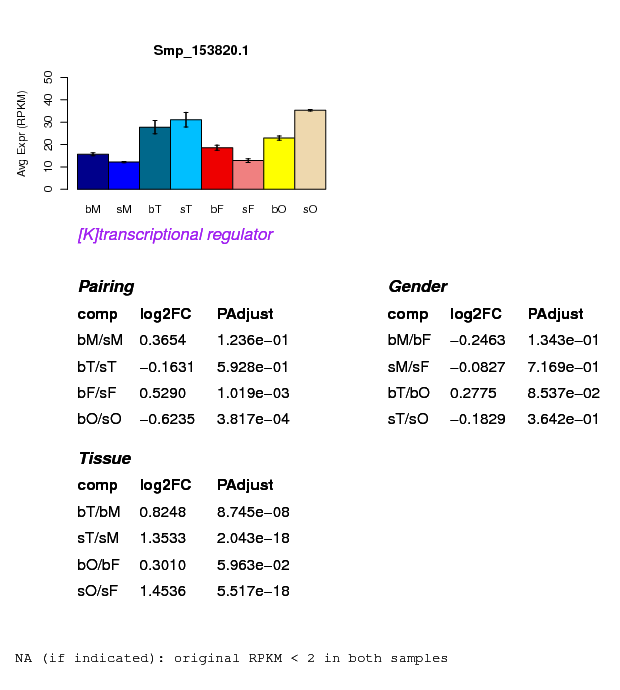 Smp_153820.1
Avg Expr (RPKM)
50
40
30
20
10
0
bM sM bT sT bF sF bO sO
[K]transcriptional regulator
Pairing
comp log2FC PAdjust
bM/sM 0.3654 1.236e−01
bT/sT −0.1631 5.928e−01
bF/sF 0.5290 1.019e−03
bO/sO −0.6235 3.817e−04
Gender
comp log2FC PAdjust
bM/bF −0.2463 1.343e−01
sM/sF −0.0827 7.169e−01
bT/bO 0.2775 8.537e−02
sT/sO −0.1829 3.642e−01
Tissue
comp log2FC PAdjust
bT/bM 0.8248 8.745e−08
sT/sM 1.3533 2.043e−18
bO/bF 0.3010 5.963e−02
sO/sF 1.4536 5.517e−18
NA (if indicated): original RPKM < 2 in both samples